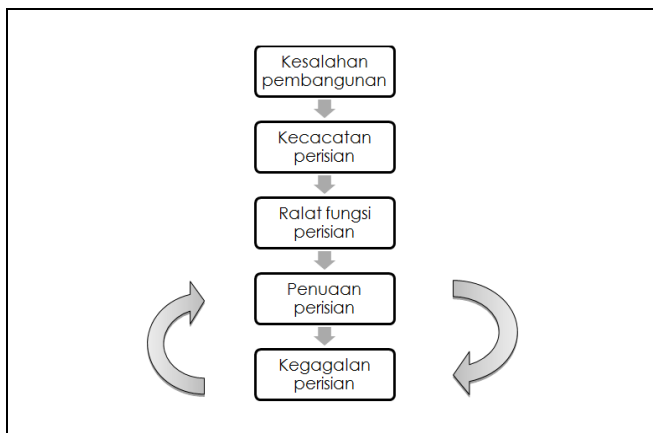 Kesalahan
pembangunan
Kecacatan
perisian
Ralat fungsi
perisian
Penuaan
perisian
Kegagalan
perisian